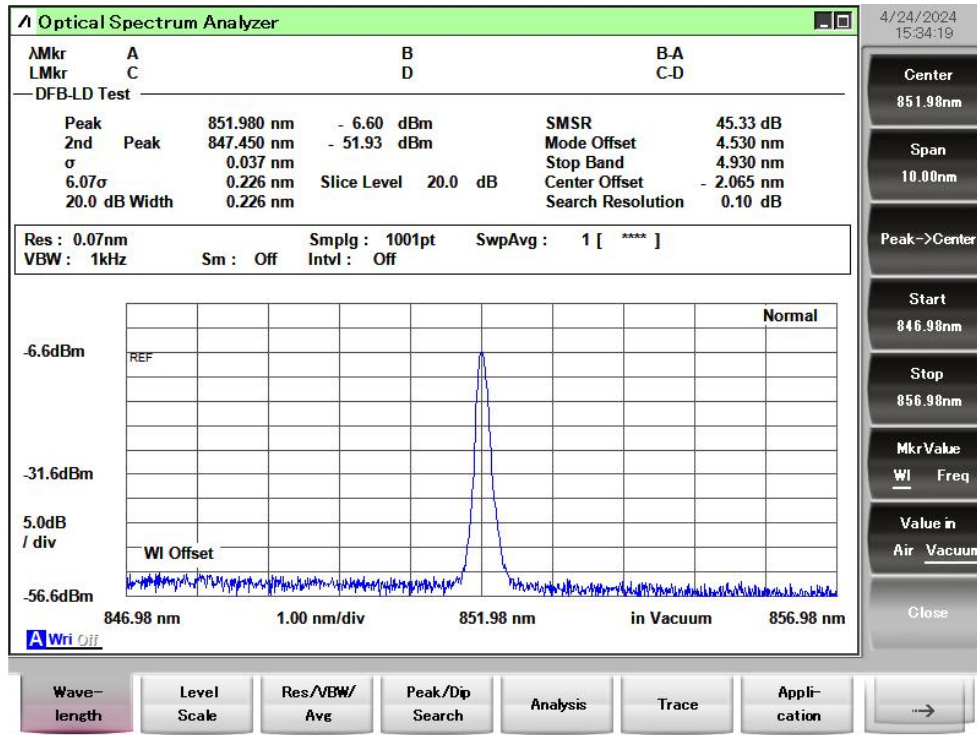 Optical Spectrum Analyzer
4/24/2024
15:34:19
λMkr A B B-A
LMkr C D C-D
DFB-LD Test
Peak 851.980 nm - 6.60 dBm SMSR 45.33 dB
2nd Peak 847.450 nm - 51.93 dBm Mode Offset 4.530 nm
σ 0.037 nm Stop Band 4.930 nm
6.07σ 0.226 nm Slice Level 20.0 dB Center Offset - 2.065 nm
20.0 dB Width 0.226 nm Search Resolution 0.10 dB
Res : 0.07nm Smplg : 1001pt SwpAvg : 1 [ **** ]
VBW : 1kHz Sm : Off Intvl : Off
Normal
-6.6dBm
REF
-31.6dBm
5.0dB
/ div
Wl Offset
-56.6dBm
846.98 nm 1.00 nm/div 851.98 nm in Vacuum 856.98 nm
A Wri Off
Center
851.98nm
Span
10.00nm
Peak->Center
Start
846.98nm
Stop
856.98nm
Mkr Value
Wl Freq
Value in
Air Vacuum
Close
Wave-
length
Level
Scale
Res/VBW/
Avg
Peak/Dip
Search
Analysis
Trace
Appli-
cation